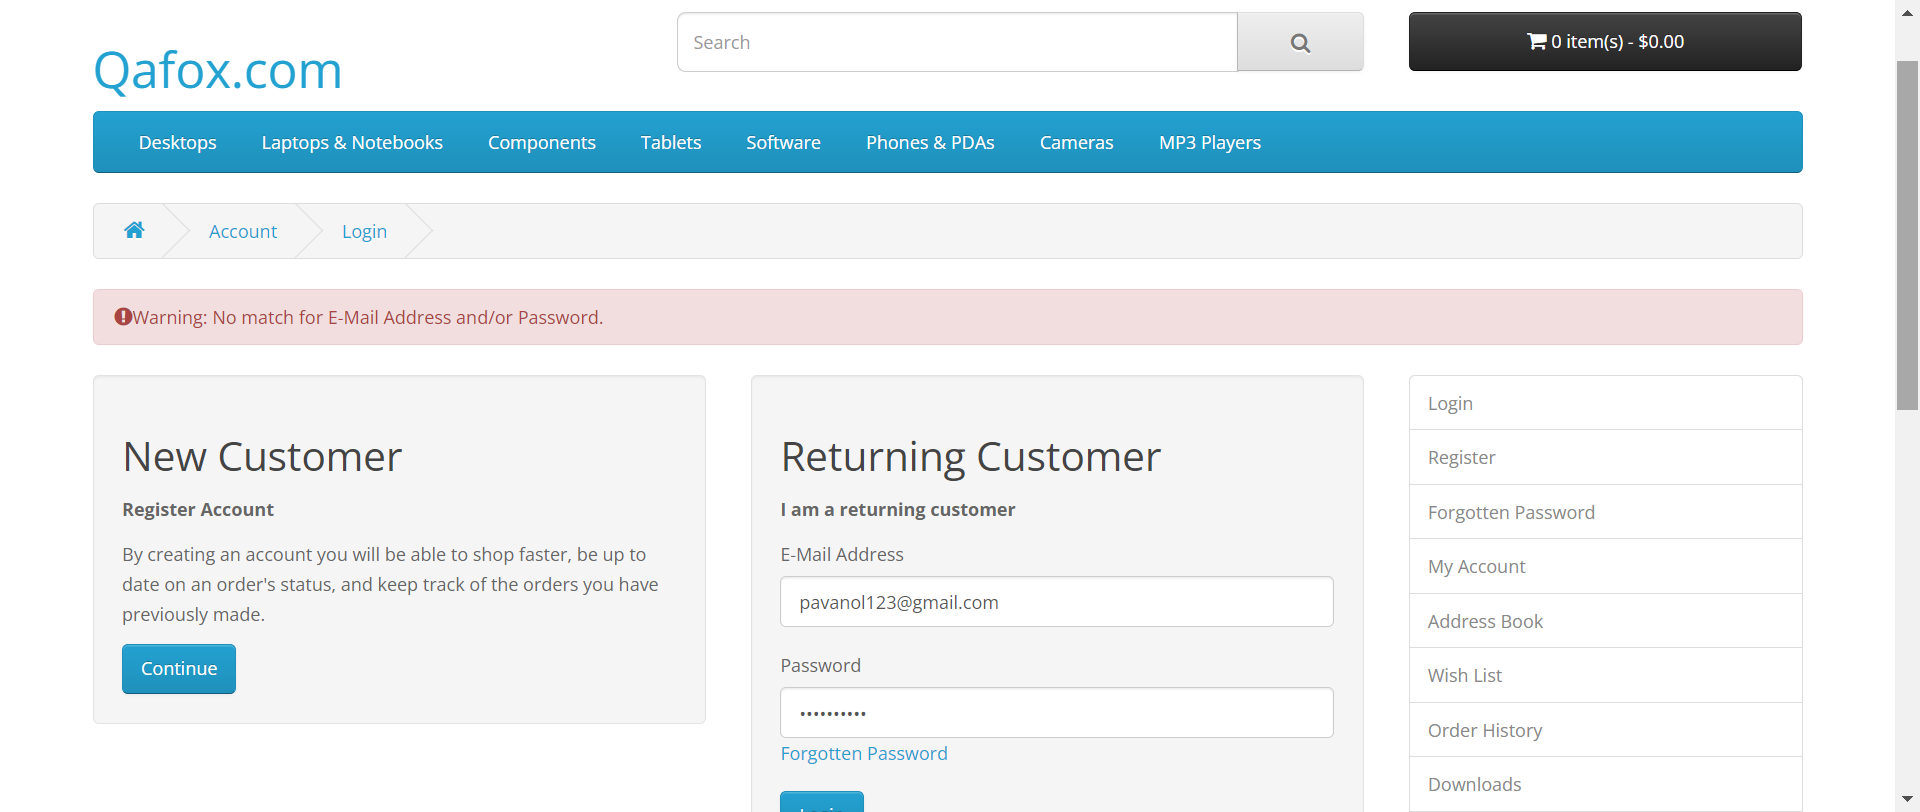 Search
0 item(s) - $0.00
Qafox.com
Desktops Laptops & Notebooks Components Tablets Software Phones & PDAs Cameras MP3 Players
Account Login
Warning: No match for E-Mail Address and/or Password.
New Customer
Register Account
By creating an account you will be able to shop faster, be up to
date on an order's status, and keep track of the orders you have
previously made.
Continue
Returning Customer
I am a returning customer
E-Mail Address
pavanol123@gmail.com
Password
••••••••••
Forgotten Password
Login
Login
Register
Forgotten Password
My Account
Address Book
Wish List
Order History
Downloads